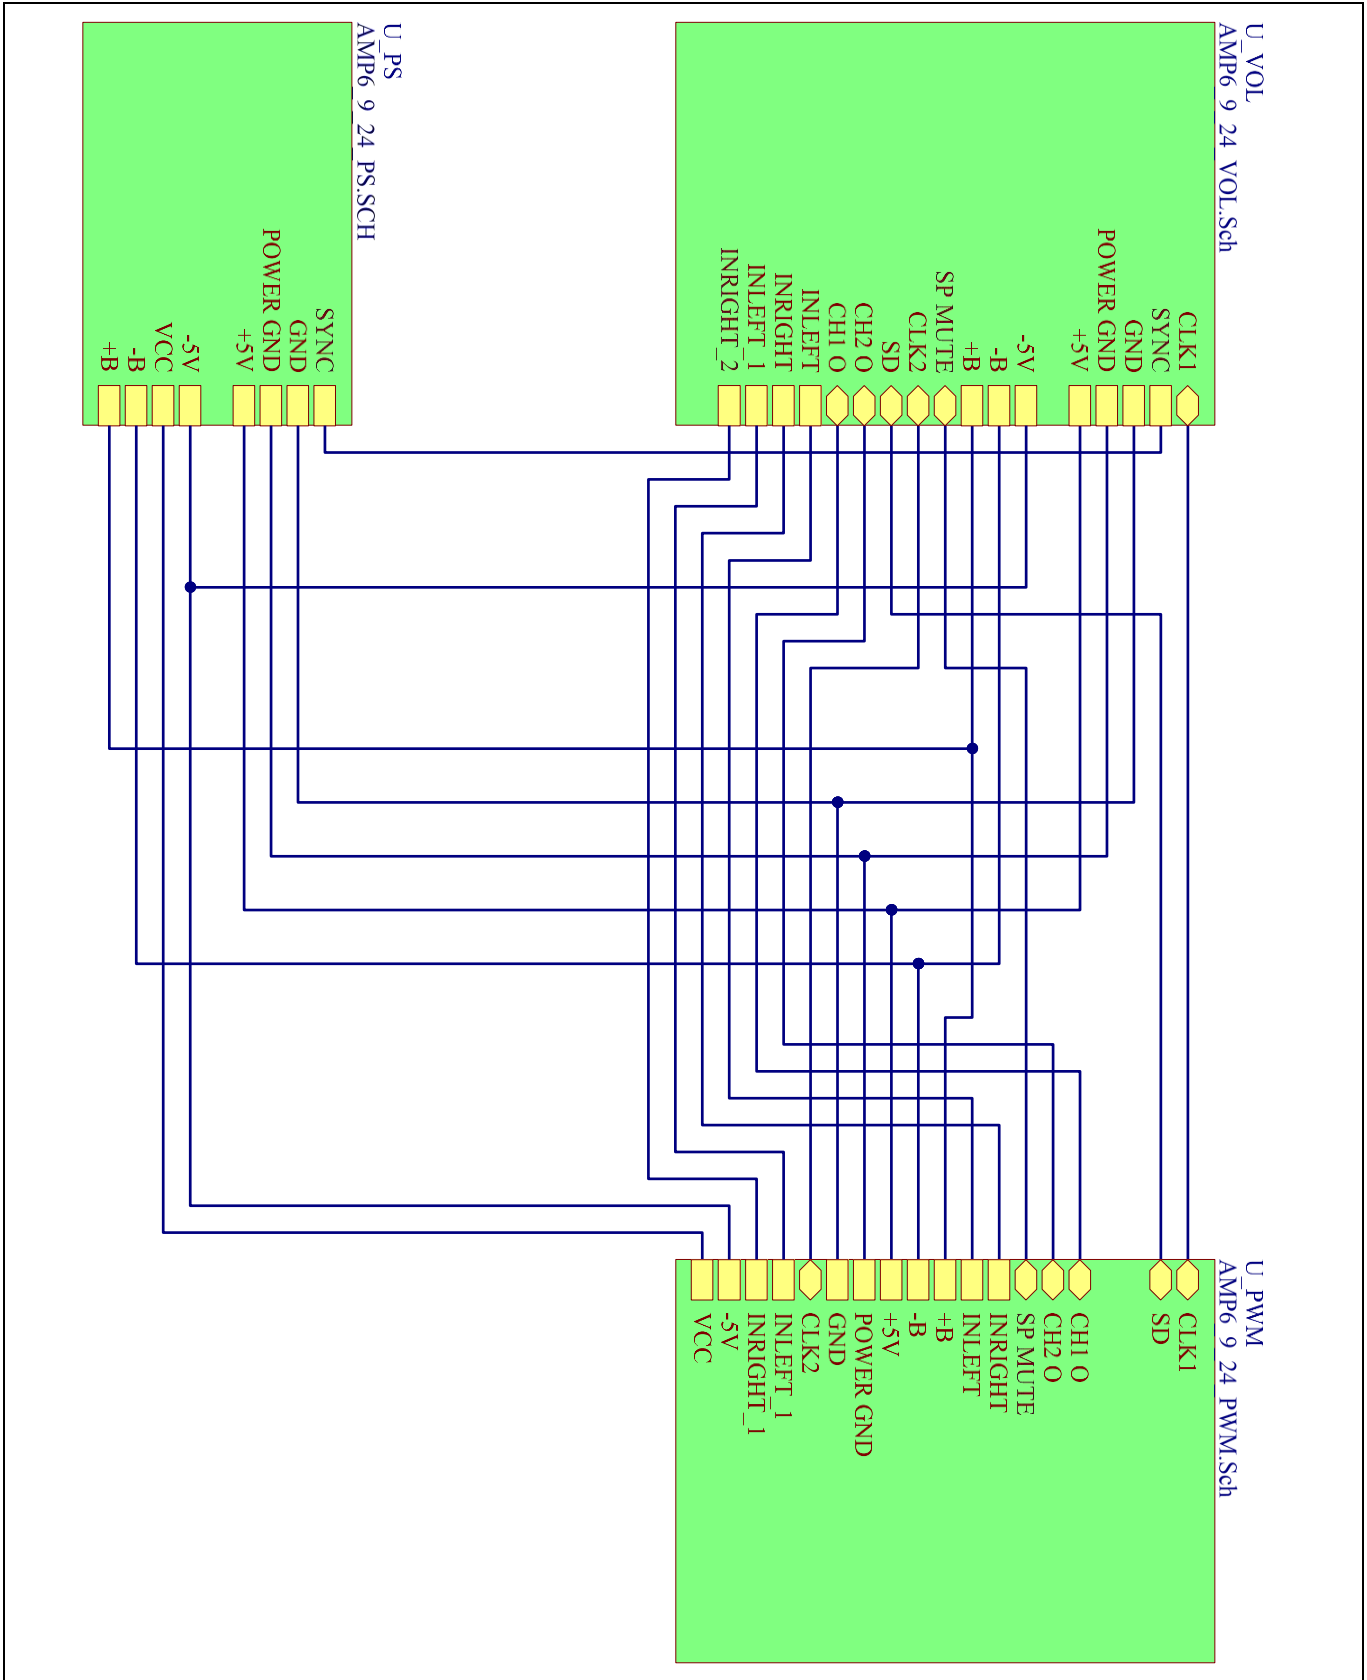 U_PS
AMP6_9_24_PS.SCH
SYNC
GND
POWER GND
+5V
-5V
VCC
-B
+B
U_VOL
AMP6_9_24_VOL.Sch
CLK1
SYNC
GND
POWER GND
+5V
-5V
-B
+B
SP MUTE
CLK2
SD
CH2 O
CH1 O
INLEFT
INRIGHT
INLEFT_1
INRIGHT_2
U_PWM
AMP6_9_24_PWM.Sch
CLK1
SD
CH1 O
CH2 O
SP MUTE
INRIGHT
INLEFT
+B
-B
+5V
POWER GND
GND
CLK2
INLEFT_1
INRIGHT_1
-5V
VCC